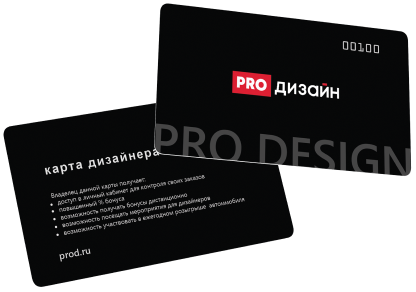 00100
PRO дизайн
PRO DESIGN
карта дизайнера
Владелец данной карты получает:
• доступ в личный кабинет для контроля своих заказов
• повышенный % бонуса
• возможность получать бонусы дистанционно
• возможность посещать мероприятия для дизайнеров
• возможность участвовать в ежегодном розыгрыше автомобиля
prod.ru